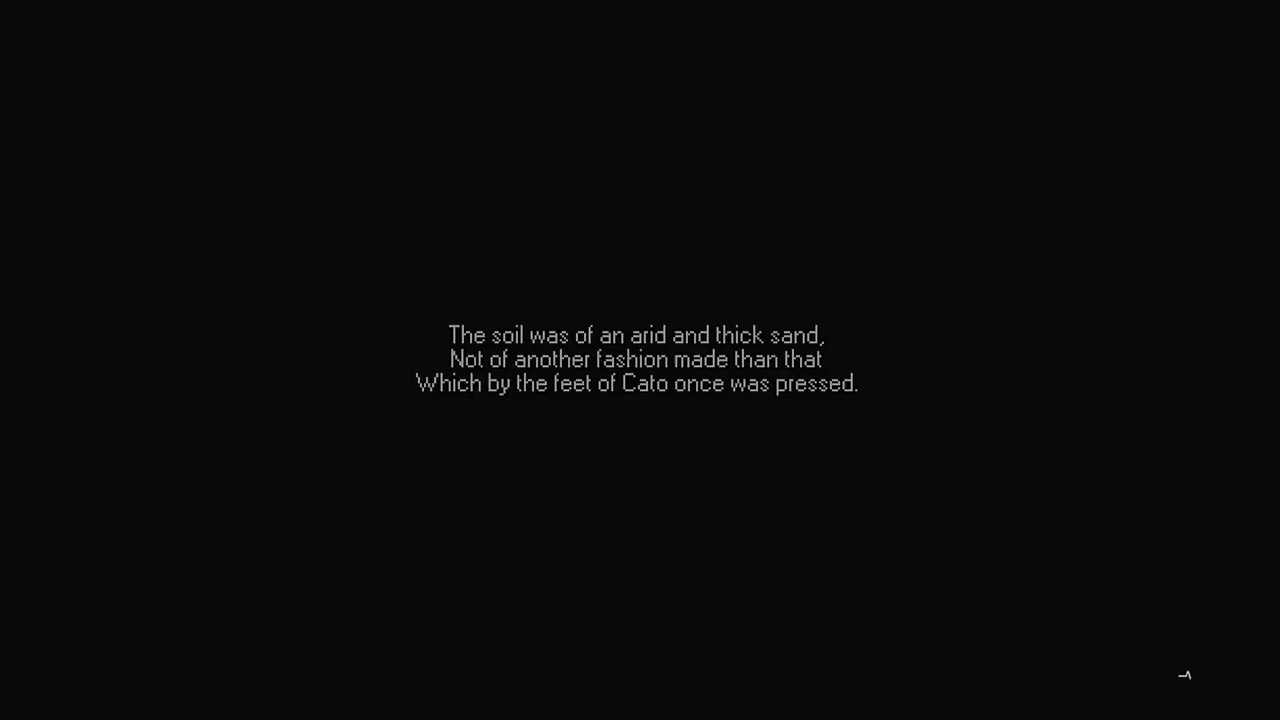 The soil was of an arid and thick sand,
Not of another fashion made than that
Which by the feet of Cato once was pressed.